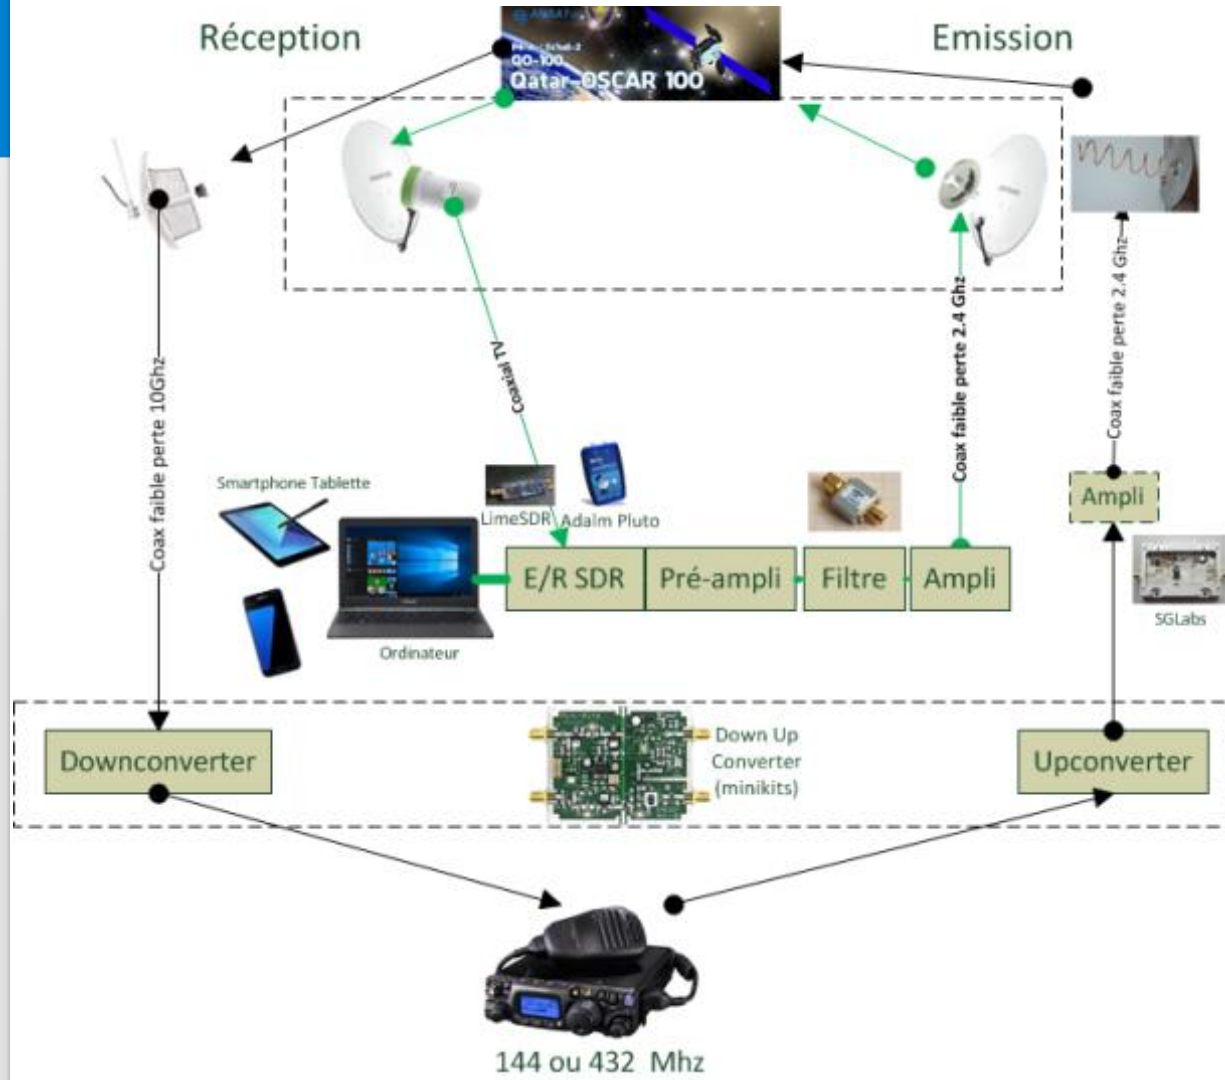 Réception
Emission
QO-100
Qatar-OSCAR 100
Coax faible perte 10Ghz
Coaxial TV
Coax faible perte 2.4 Ghz
Coax faible perte 2.4 Ghz
Smartphone Tablette
LimeSDR
Adalm Pluto
Ampli
E/R SDR
Pré-ampli
Filtre
Ampli
SGLabs
Ordinateur
Downconverter
Down Up
Converter
(minikits)
Upconverter
144 ou 432 Mhz